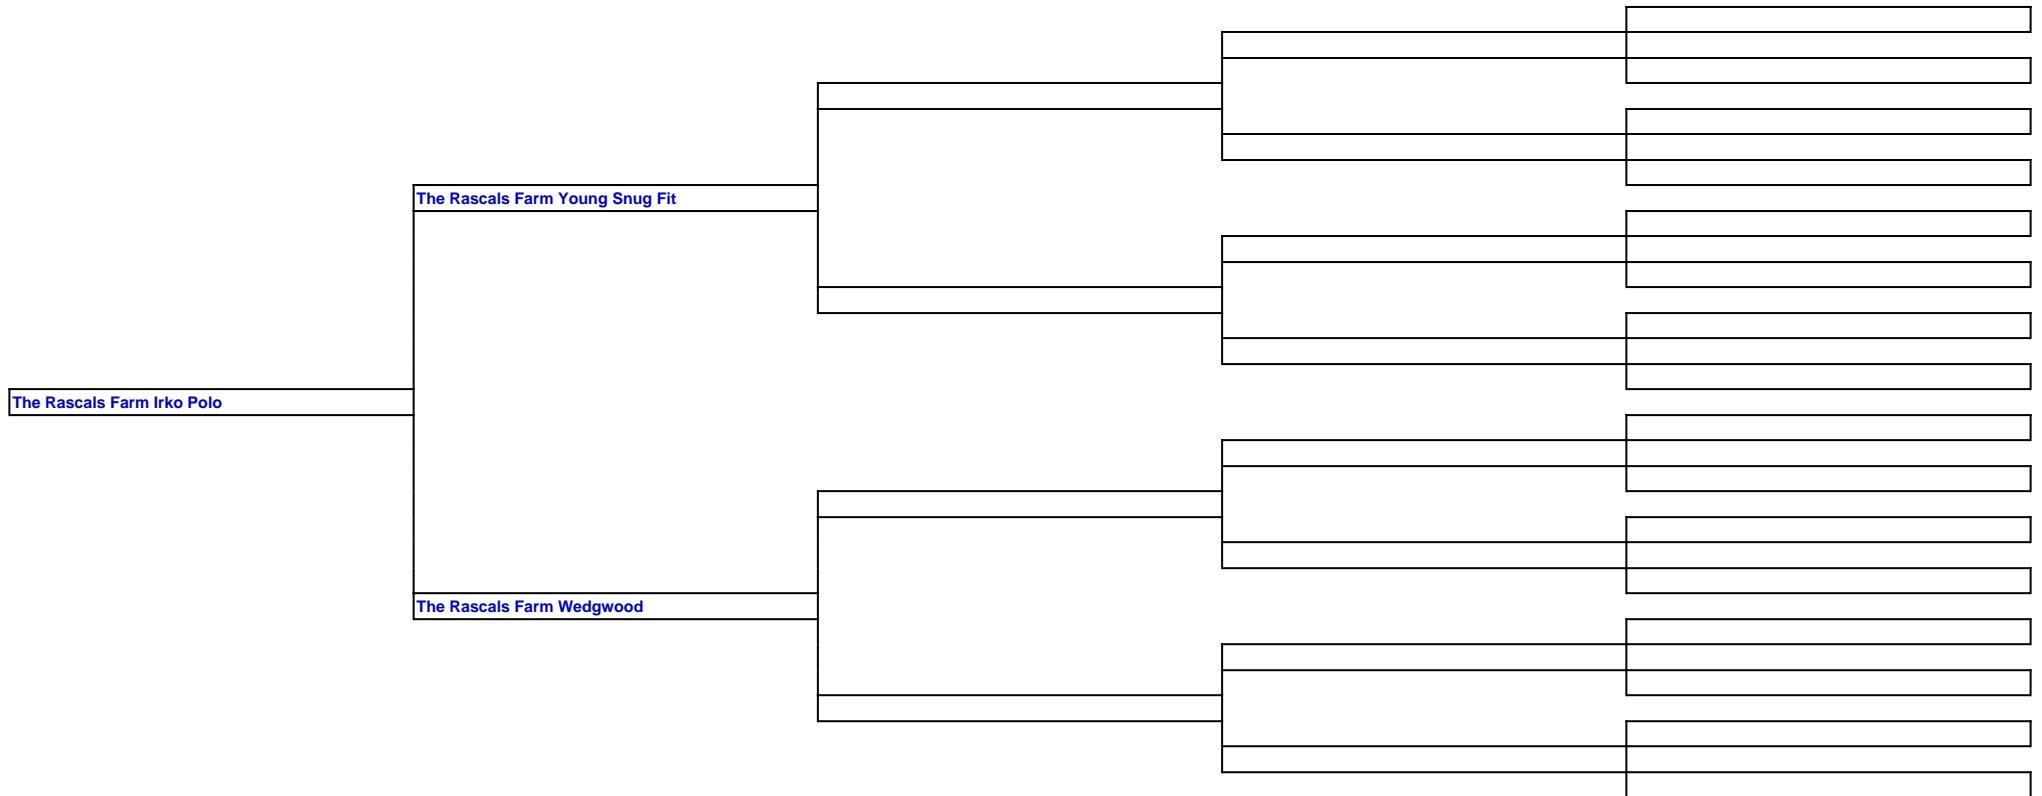 The Rascals Farm Young Snug Fit
The Rascals Farm Irko Polo
The Rascals Farm Wedgwood